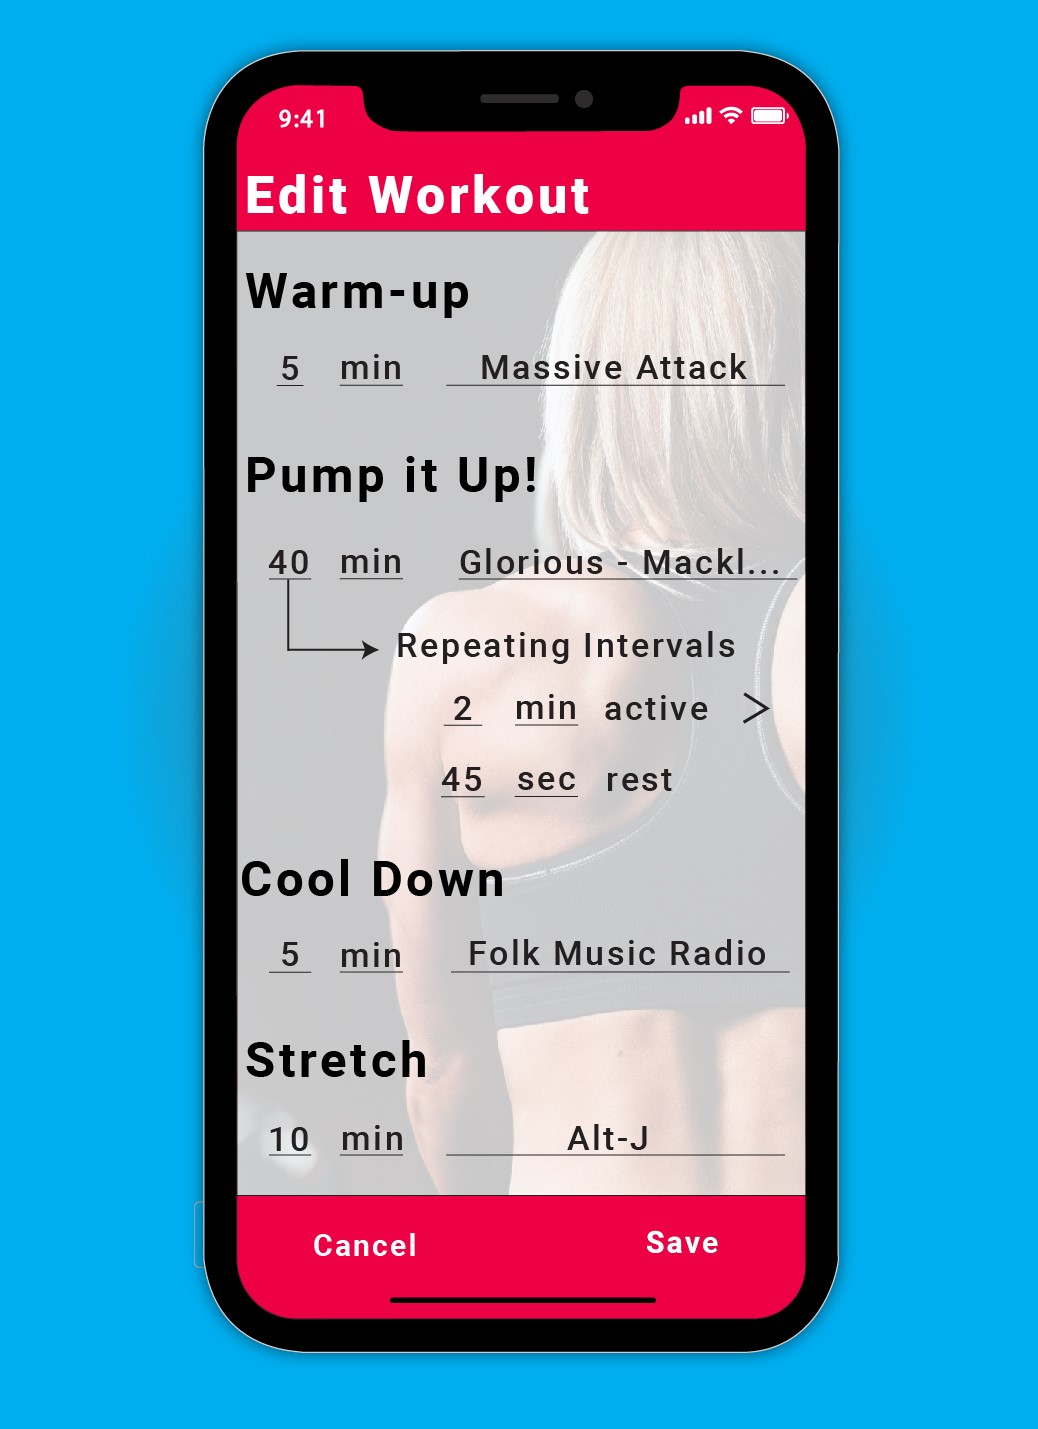 9:41
Edit Workout
Warm-up
5 min Massive Attack
Pump it Up!
40 min Glorious - Mackl...
Repeating Intervals
2 min active >
45 sec rest
Cool Down
5 min Folk Music Radio
Stretch
10 min Alt-J
Cancel Save